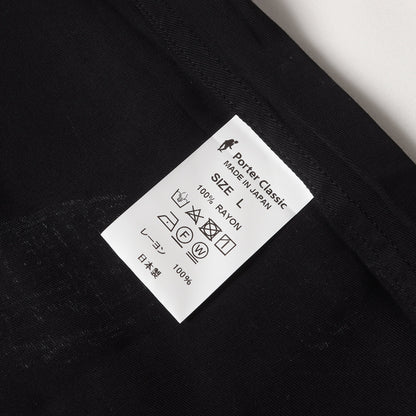 Porter Classic
MADE IN JAPAN
SIZE L
100% RAYON
F W
レーヨン 100%
日本製